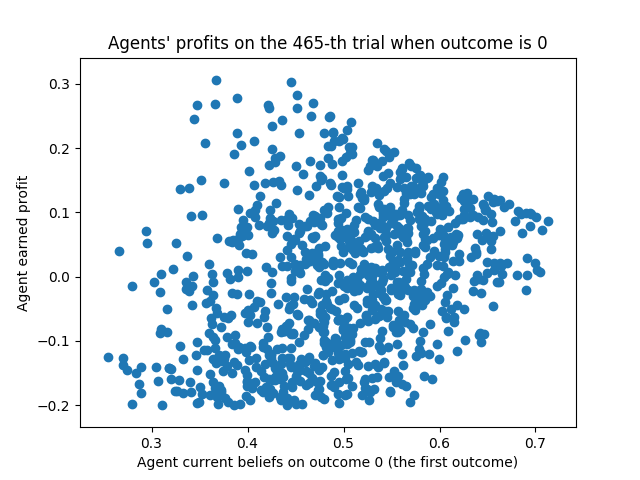 Agents' profits on the 465-th trial when outcome is 0
0.3
0.2
0.1
0.0
−0.1
−0.2
Agent earned profit
0.3 0.4 0.5 0.6 0.7
Agent current beliefs on outcome 0 (the first outcome)